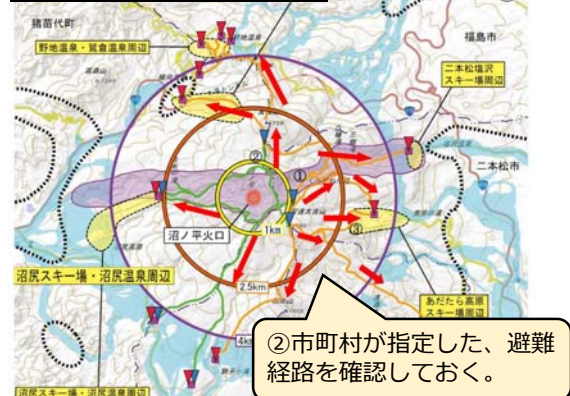 猪苗代町
福島市
野地温泉・鷲倉温泉周辺
二本松塩沢
スキー場周辺
二本松市
②
①
沼ノ平火口
1km
③
沼尻スキー場・沼尻温泉周辺
2.5km
あだたら高原
スキー場周辺
4km
②市町村が指定した、避難
経路を確認しておく。
沼尻スキー場・沼尻温泉周辺